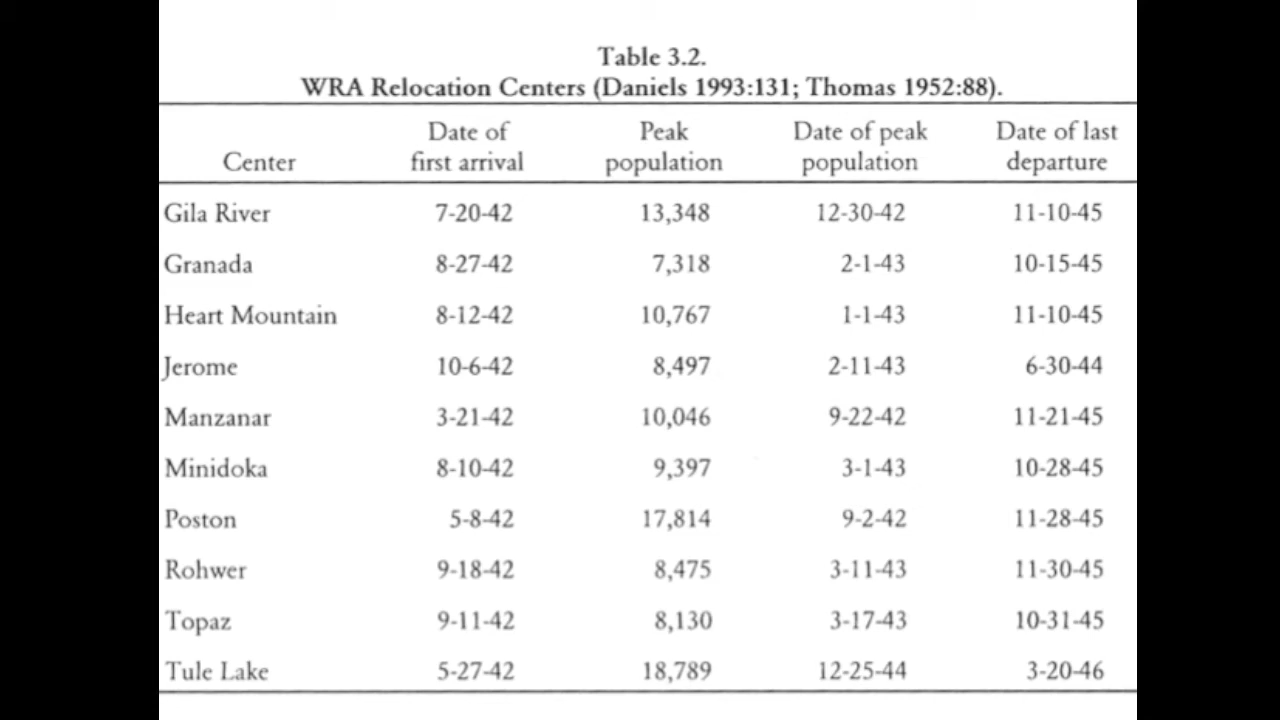 Table 3.2.
WRA Relocation Centers (Daniels 1993:131; Thomas 1952:88).
Center Date of first arrival Peak population Date of peak population Date of last departure
Gila River 7-20-42 13,348 12-30-42 11-10-45
Granada 8-27-42 7,318 2-1-43 10-15-45
Heart Mountain 8-12-42 10,767 1-1-43 11-10-45
Jerome 10-6-42 8,497 2-11-43 6-30-44
Manzanar 3-21-42 10,046 9-22-42 11-21-45
Minidoka 8-10-42 9,397 3-1-43 10-28-45
Poston 5-8-42 17,814 9-2-42 11-28-45
Rohwer 9-18-42 8,475 3-11-43 11-30-45
Topaz 9-11-42 8,130 3-17-43 10-31-45
Tule Lake 5-27-42 18,789 12-25-44 3-20-46